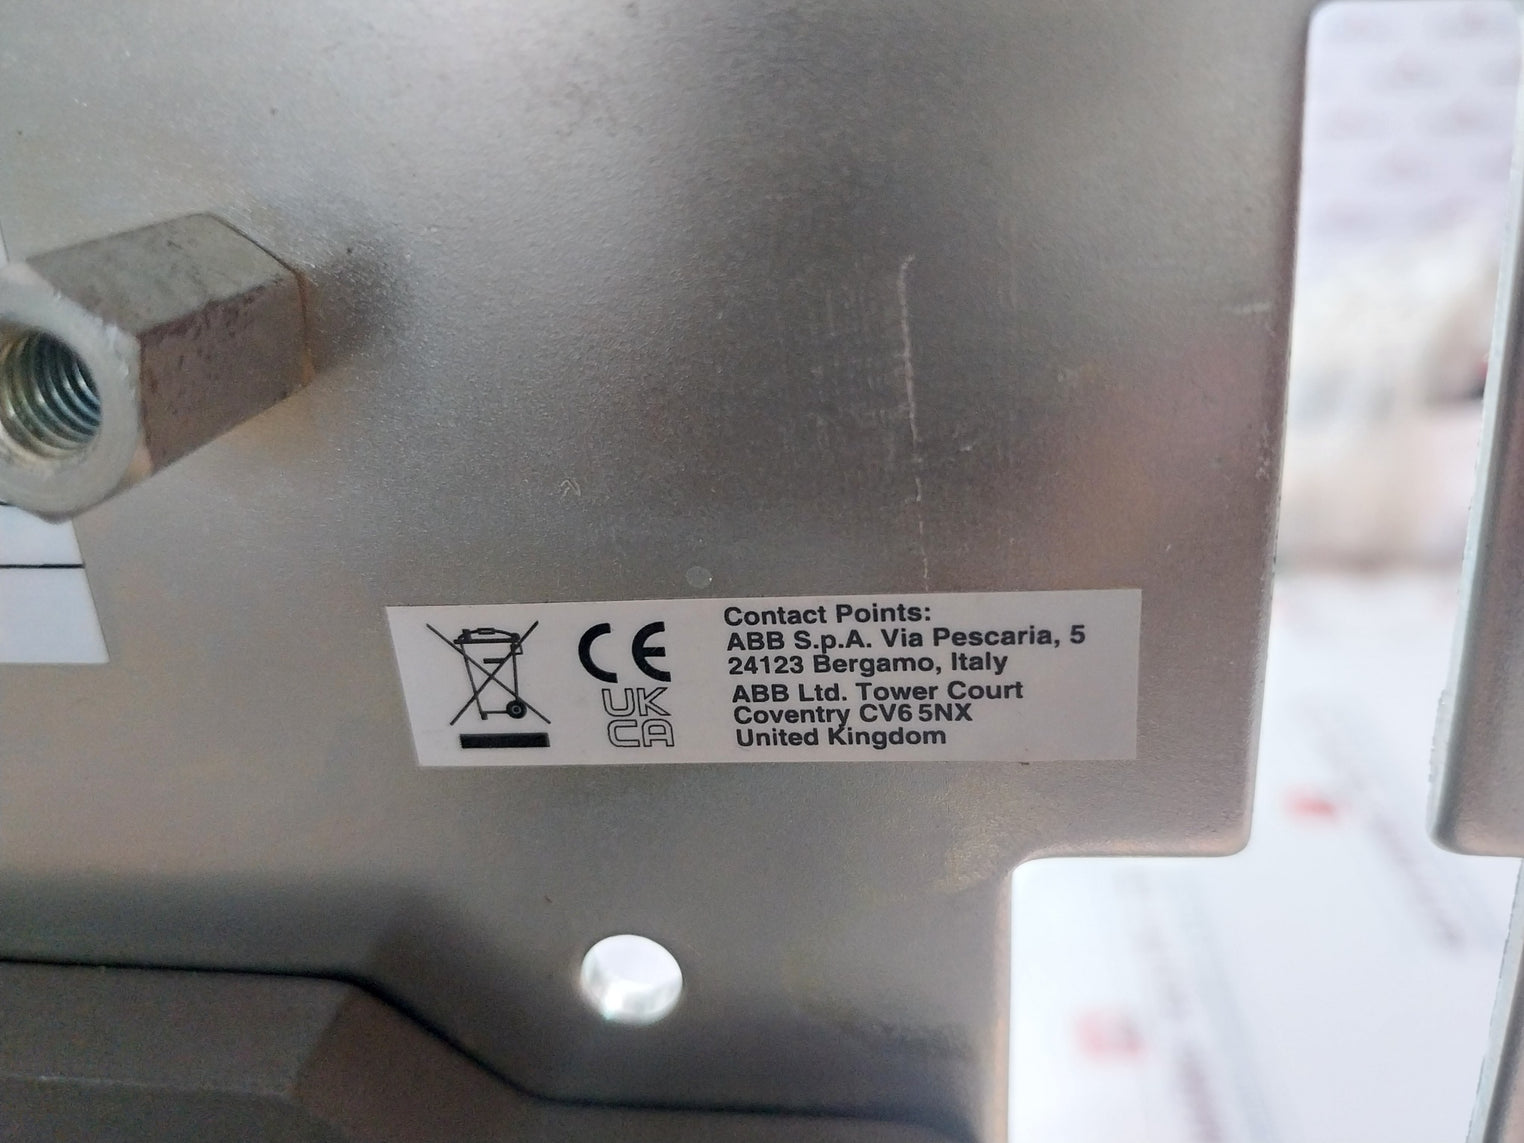 CE
UK
CA
Contact Points:
ABB S.p.A. Via Pescaria, 5
24123 Bergamo, Italy
ABB Ltd. Tower Court
Coventry CV6 5NX
United Kingdom